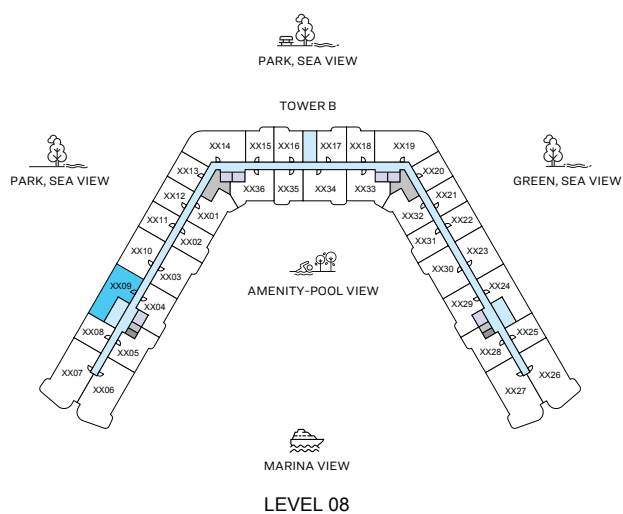 PARK, SEA VIEW
TOWER B
PARK, SEA VIEW
GREEN, SEA VIEW
XX14
XX15
XX16
XX17
XX18
XX19
XX13
XX20
XX36
XX35
XX34
XX33
XX12
XX01
XX32
XX21
XX11
XX02
XX31
XX22
XX10
XX03
XX30
XX23
XX09
XX04
AMENITY-POOL VIEW
XX29
XX24
XX08
XX05
XX28
XX25
XX07
XX06
XX27
XX26
MARINA VIEW
LEVEL 08